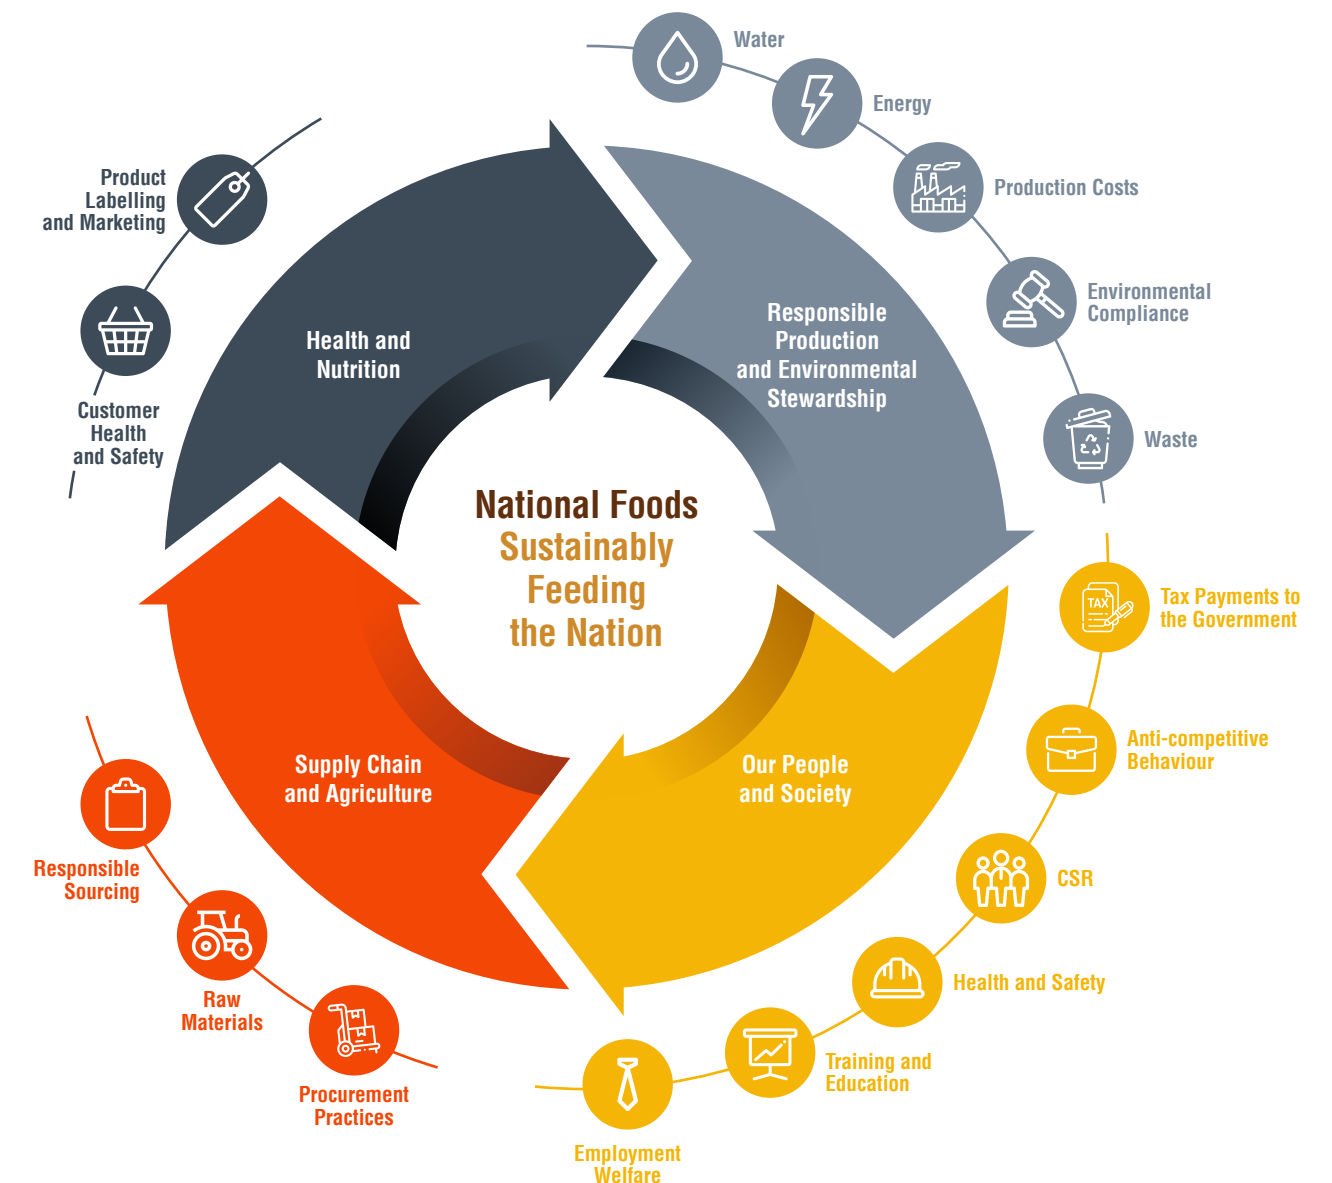 Water
Energy
Production Costs
Environmental
Compliance
Waste
Product
Labelling
and Marketing
Customer
Health
and Safety
Health and
Nutrition
Responsible
Production
and Environmental
Stewardship
National Foods
Sustainably
Feeding
the Nation
Supply Chain
and Agriculture
Our People
and Society
TAX
Tax Payments to
the Government
Anti-competitive
Behaviour
CSR
Health and Safety
Training and
Education
Employment
Welfare
Responsible
Sourcing
Raw
Materials
Procurement
Practices